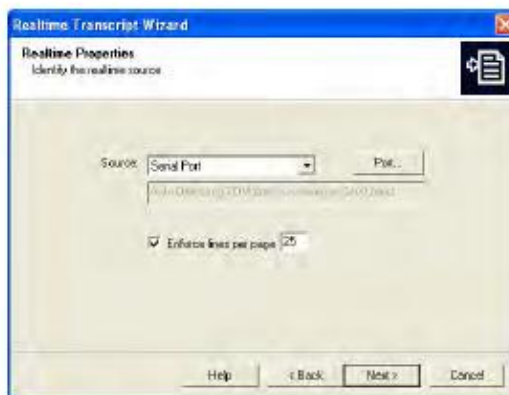 Realtime Transcript Wizard
Realtime Properties
Identify the realtime source
Source: Serial Port Port...
Enforce lines per page 25
Help < Back Next > Cancel